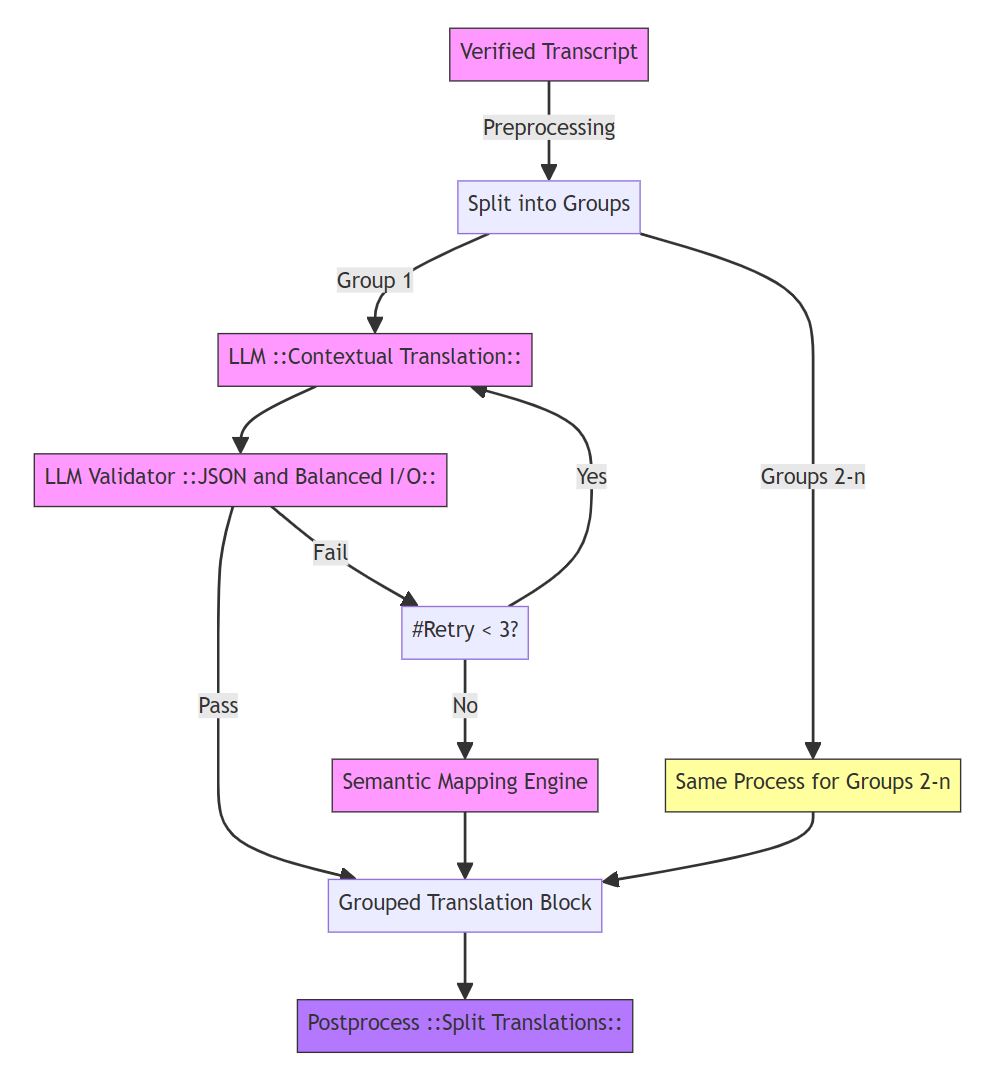 Verified Transcript
Preprocessing
Split into Groups
Group 1
LLM ::Contextual Translation::
LLM Validator ::JSON and Balanced I/O::
Yes
Groups 2-n
Fail
#Retry < 3?
Pass
No
Semantic Mapping Engine
Same Process for Groups 2-n
Grouped Translation Block
Postprocess ::Split Translations::